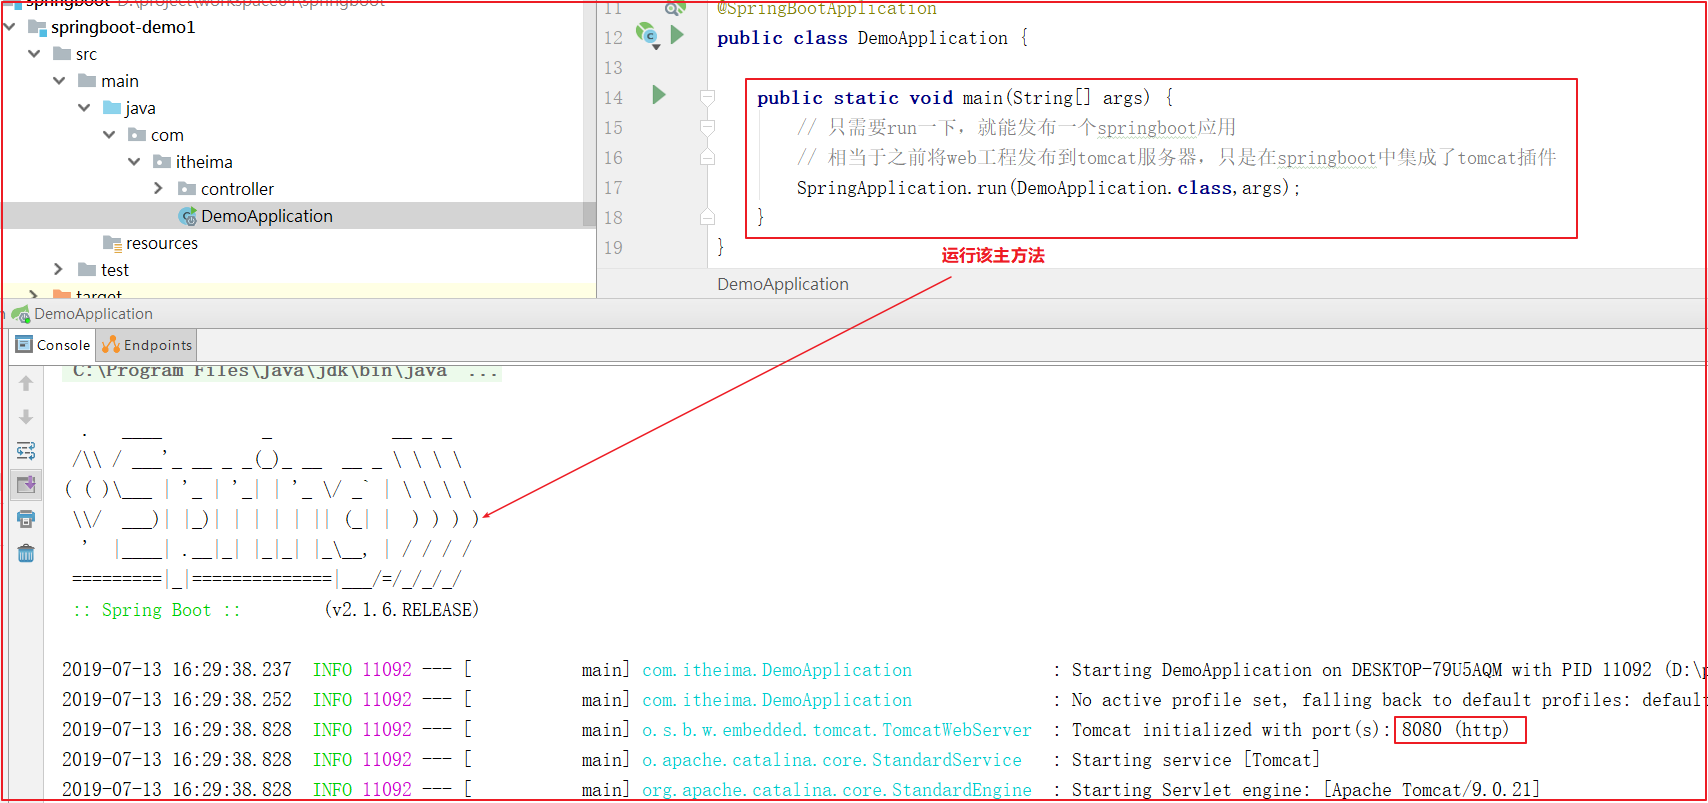 springboot D:\project\workspace64\springboot
springboot-demo1
src
main
java
com
itheima
controller
DemoApplication
resources
test
target
11 @SpringBootApplication
12 public class DemoApplication {
13
14 public static void main(String[] args) {
15 // 只需要run一下，就能发布一个springboot应用
16 // 相当于之前将web工程发布到tomcat服务器，只是在springboot中集成了tomcat插件
17 SpringApplication.run(DemoApplication.class,args);
18 }
19 }
运行该主方法
DemoApplication
DemoApplication
Console Endpoints
C:\Program Files\Java\jdk\bin\java ...
  .   ____          _            __ _ _
 /\\ / ___'_ __ _ _(_)_ __  __ _ \ \ \ \
( ( )\___ | '_ | '_| | '_ \/ _` | \ \ \ \
 \\/  ___)| |_)| | | | | || (_| |  ) ) ) )
  '  |____| .__|_| |_|_| |_\__, | / / / /
 =========|_|==============|___/=/_/_/_/
:: Spring Boot :: (v2.1.6.RELEASE)
2019-07-13 16:29:38.237 INFO 11092 --- [ main] com.itheima.DemoApplication : Starting DemoApplication on DESKTOP-79U5AQM with PID 11092 (D:\p
2019-07-13 16:29:38.252 INFO 11092 --- [ main] com.itheima.DemoApplication : No active profile set, falling back to default profiles: default
2019-07-13 16:29:38.828 INFO 11092 --- [ main] o.s.b.w.embedded.tomcat.TomcatWebServer : Tomcat initialized with port(s): 8080 (http)
2019-07-13 16:29:38.828 INFO 11092 --- [ main] o.apache.catalina.core.StandardService : Starting service [Tomcat]
2019-07-13 16:29:38.828 INFO 11092 --- [ main] org.apache.catalina.core.StandardEngine : Starting Servlet engine: [Apache Tomcat/9.0.21]